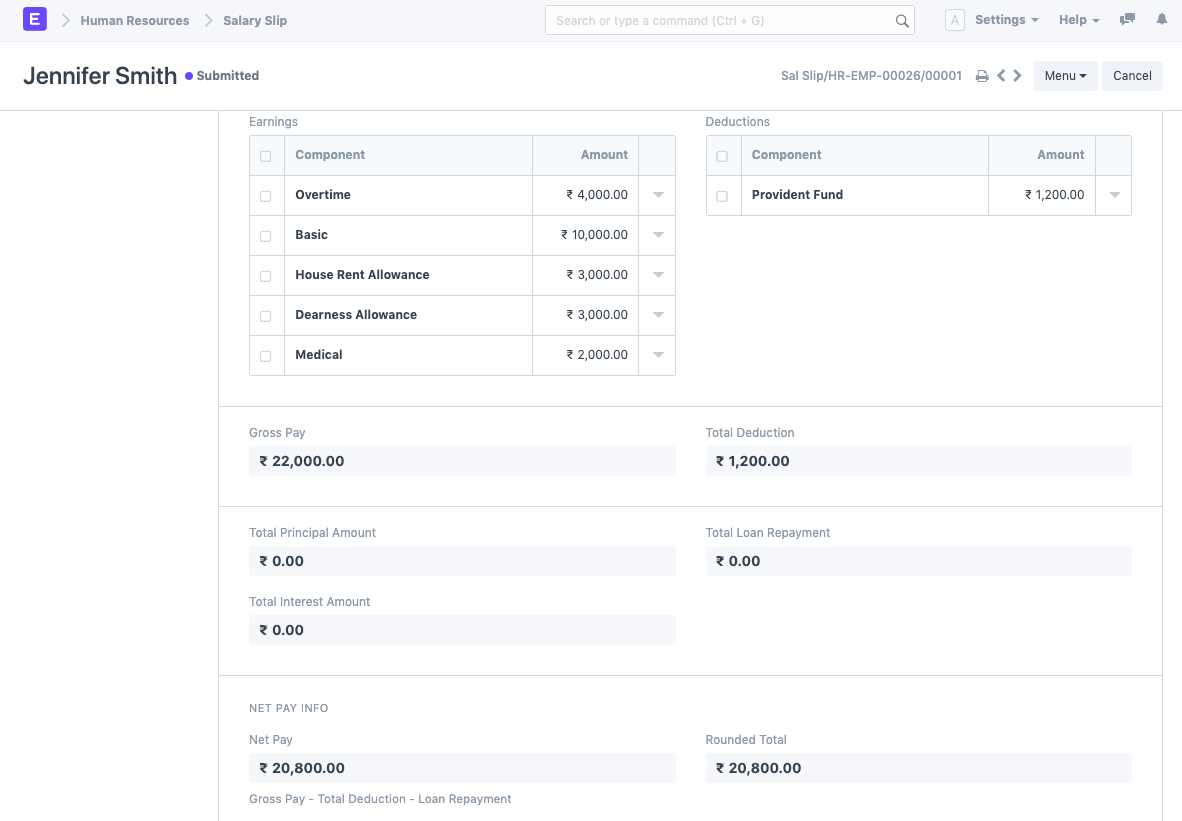 E Human Resources Salary Slip Search or type a command (Ctrl + G) A Settings Help
Jennifer Smith Submitted Sal Slip/HR-EMP-00026/00001 Menu Cancel
Earnings Deductions
Component Amount Component Amount
Overtime ₹ 4,000.00 Provident Fund ₹ 1,200.00
Basic ₹ 10,000.00
House Rent Allowance ₹ 3,000.00
Dearness Allowance ₹ 3,000.00
Medical ₹ 2,000.00
Gross Pay Total Deduction
₹ 22,000.00 ₹ 1,200.00
Total Principal Amount Total Loan Repayment
₹ 0.00 ₹ 0.00
Total Interest Amount
₹ 0.00
NET PAY INFO
Net Pay Rounded Total
₹ 20,800.00 ₹ 20,800.00
Gross Pay - Total Deduction - Loan Repayment